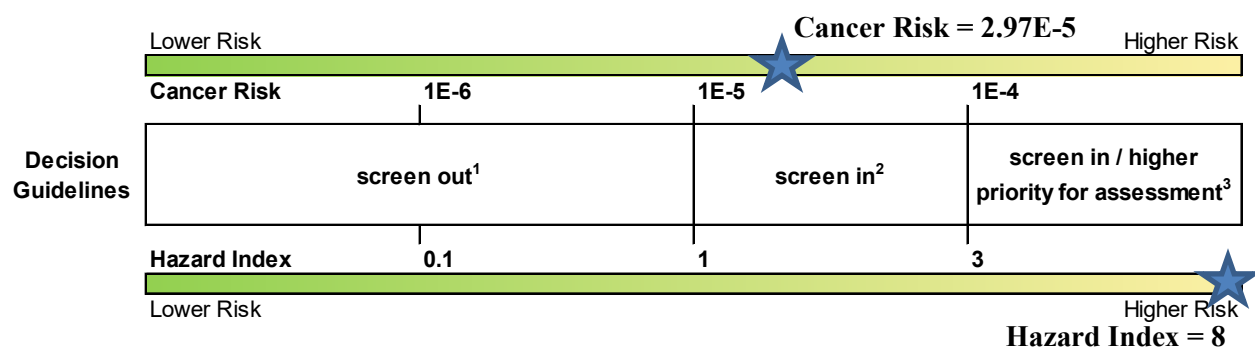 Cancer Risk = 2.97E-5
Lower Risk Higher Risk
Cancer Risk 1E-6 1E-5 1E-4
Decision
Guidelines
screen out¹
screen in²
screen in / higher
priority for assessment³
Hazard Index 0.1 1 3
Lower Risk Higher Risk
Hazard Index = 8